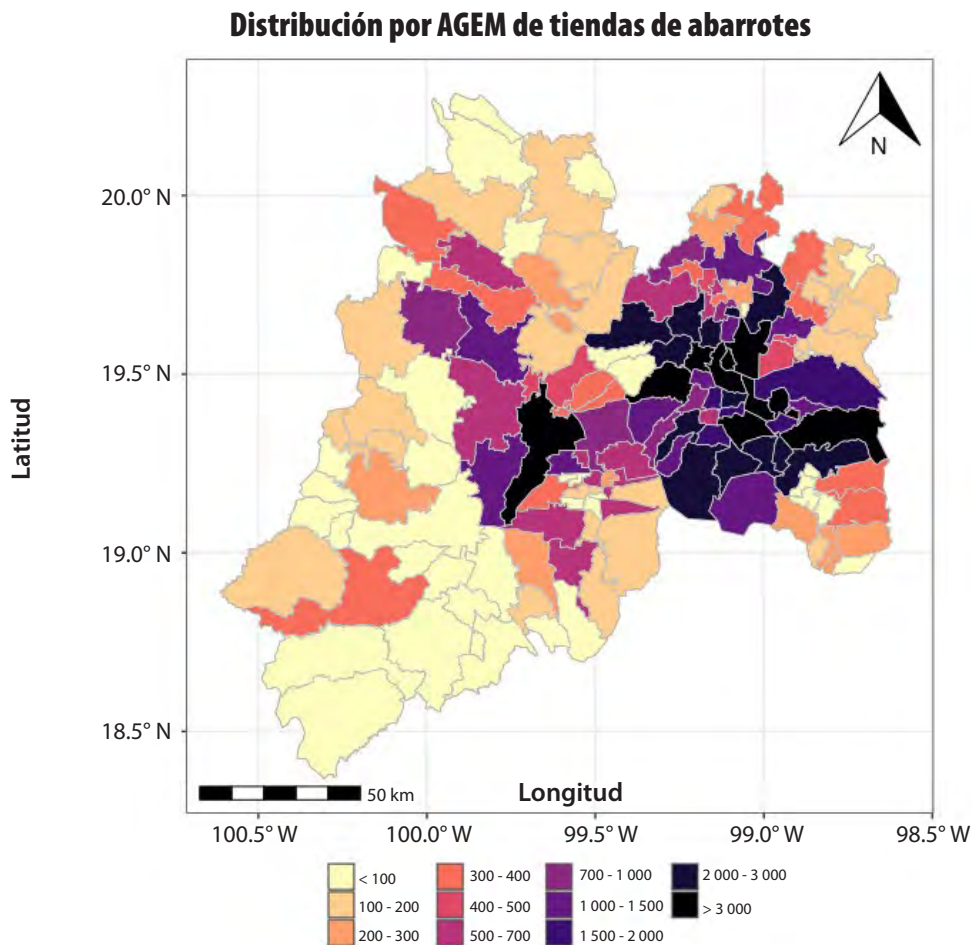 Distribución por AGEM de tiendas de abarrotes
N
20.0° N
19.5° N
19.0° N
18.5° N
Latitud
50 km
Longitud
100.5° W
100.0° W
99.5° W
99.0° W
98.5° W
< 100
100 - 200
200 - 300
300 - 400
400 - 500
500 - 700
700 - 1 000
1 000 - 1 500
1 500 - 2 000
2 000 - 3 000
> 3 000